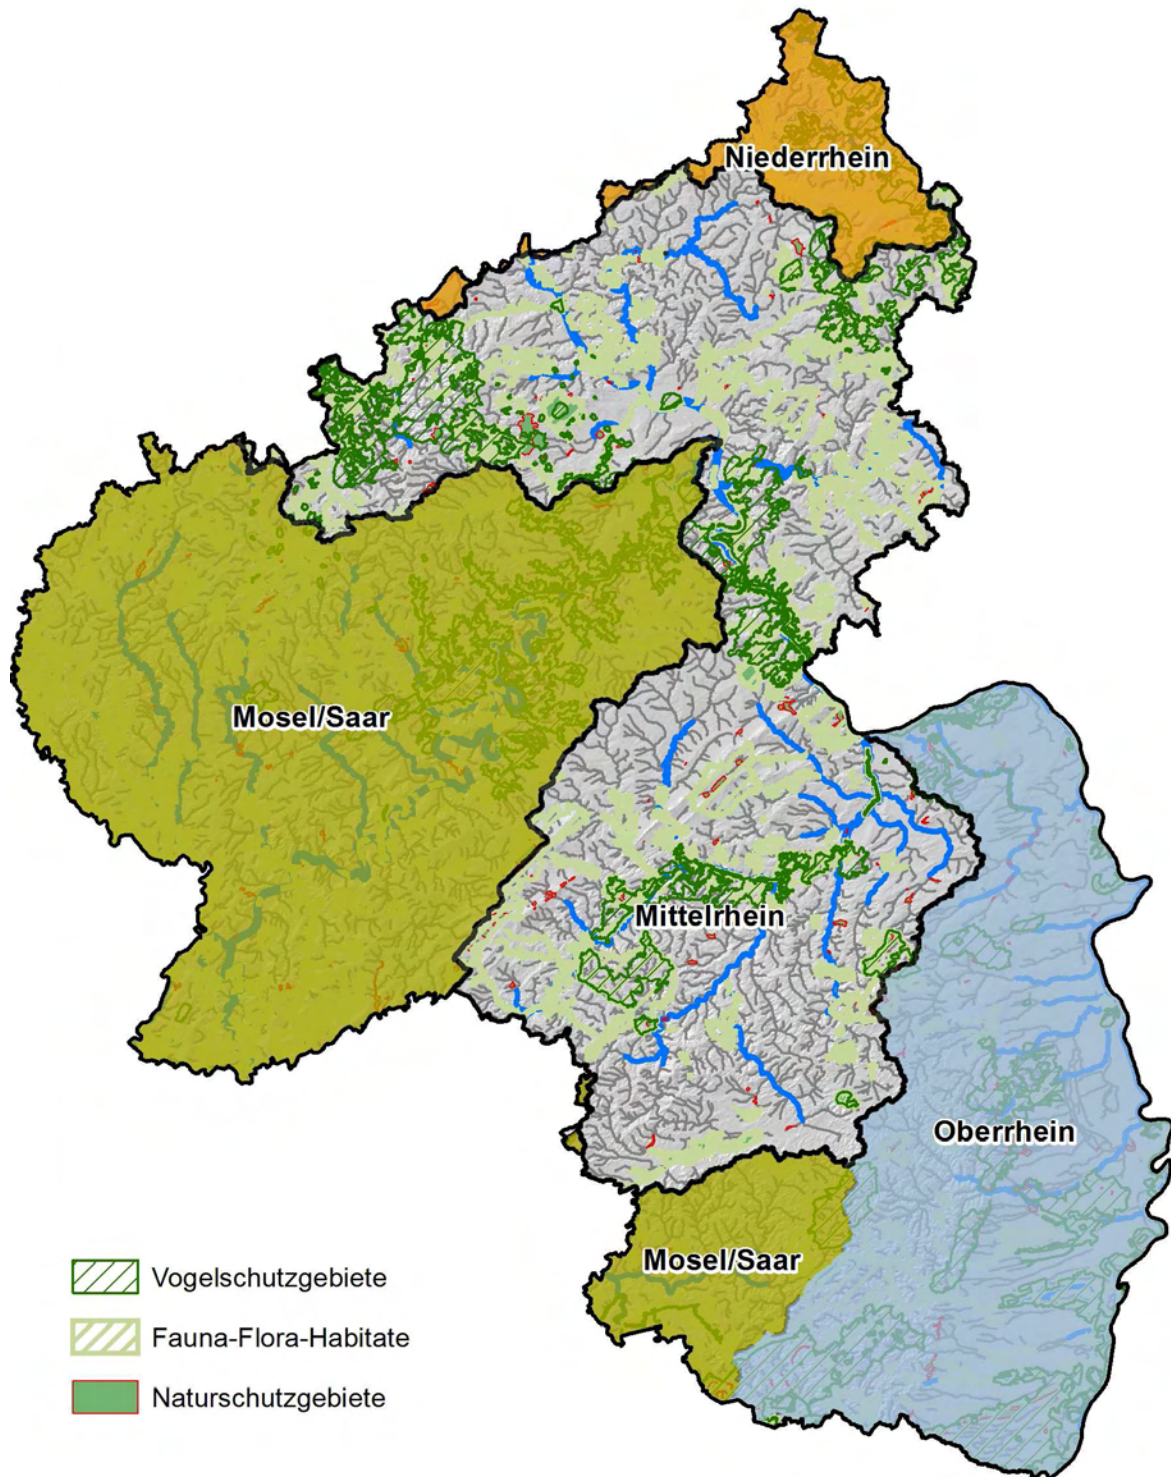 Niederrhein
Mosel/Saar
Mittelrhein
Oberrhein
Mosel/Saar
Vogelschutzgebiete
Fauna-Flora-Habitate
Naturschutzgebiete